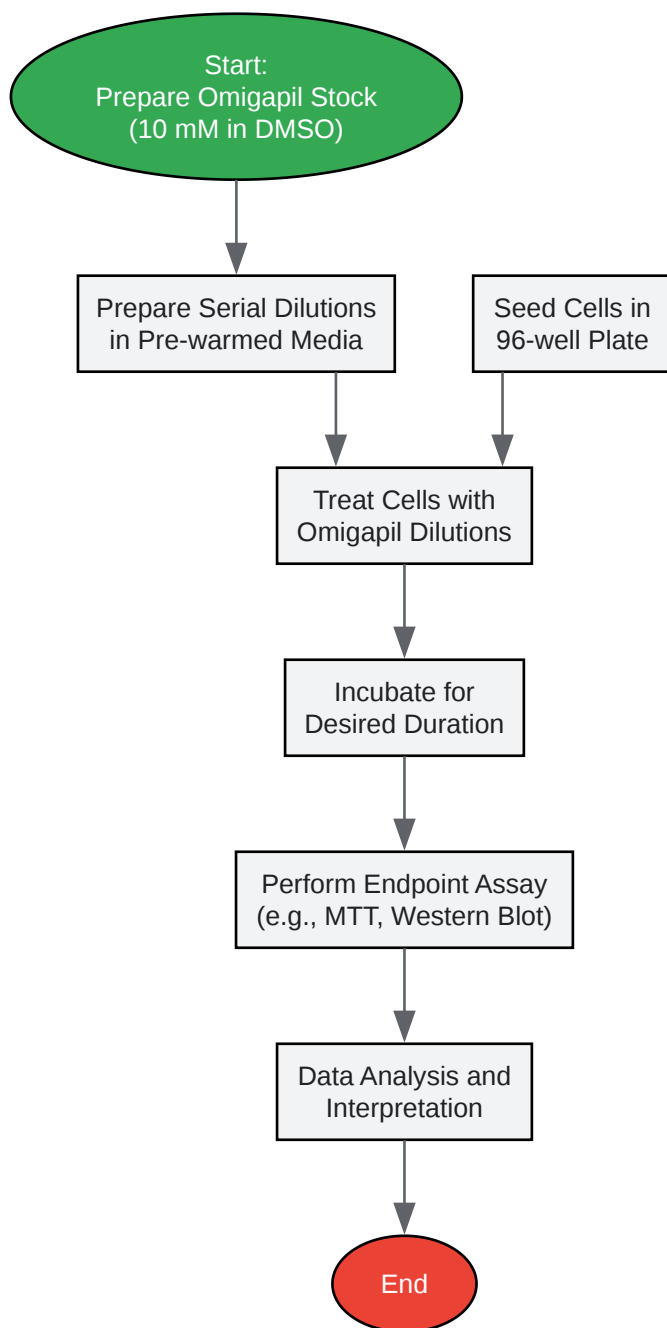 Start:
Prepare Omigapil Stock
(10 mM in DMSO)
Prepare Serial Dilutions
in Pre-warmed Media
Seed Cells in
96-well Plate
Treat Cells with
Omigapil Dilutions
Incubate for
Desired Duration
Perform Endpoint Assay
(e.g., MTT, Western Blot)
Data Analysis and
Interpretation
End